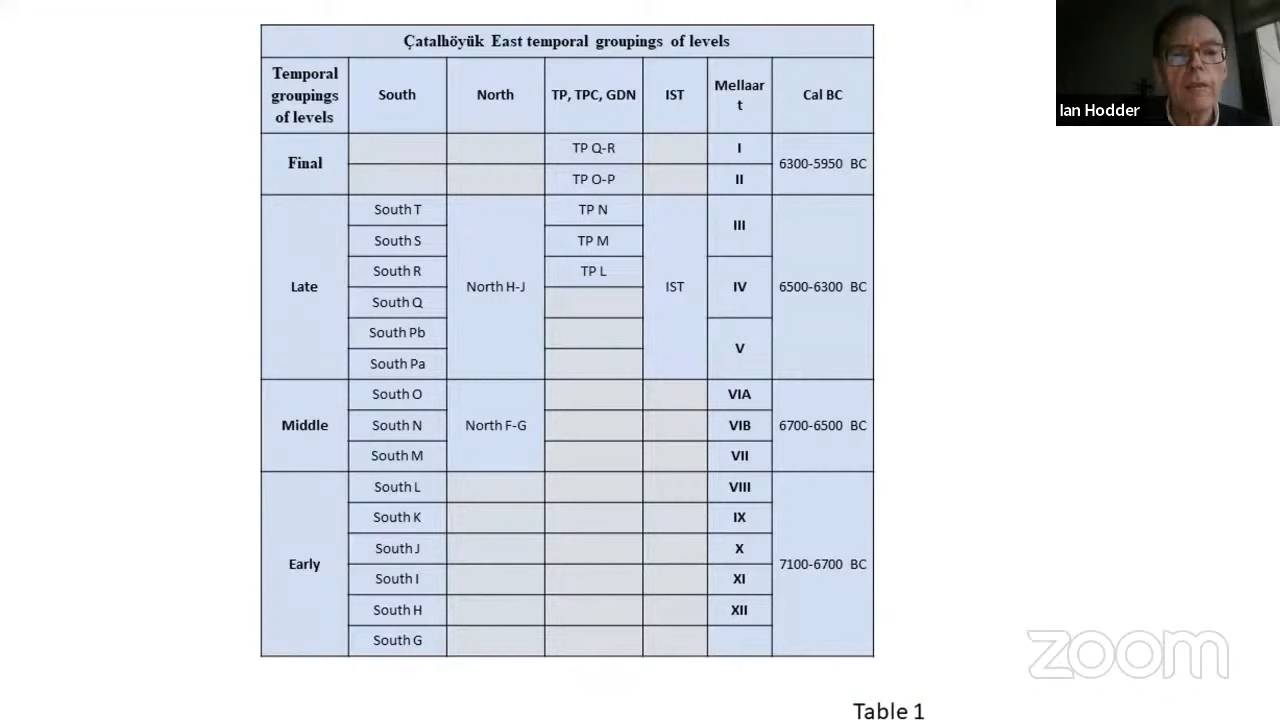 Çatalhöyük East temporal groupings of levels
Temporal
groupings
of levels
South
North
TP, TPC, GDN
IST
Mellaar
t
Cal BC
Final
TP Q-R
I
6300-5950 BC
TP O-P
II
Late
South T
North H-J
TP N
IST
III
6500-6300 BC
South S
TP M
South R
TP L
IV
South Q
South Pb
V
South Pa
Middle
South O
North F-G
VIA
6700-6500 BC
South N
VIB
South M
VII
Early
South L
VIII
7100-6700 BC
South K
IX
South J
X
South I
XI
South H
XII
South G
Table 1
Ian Hodder
zoom